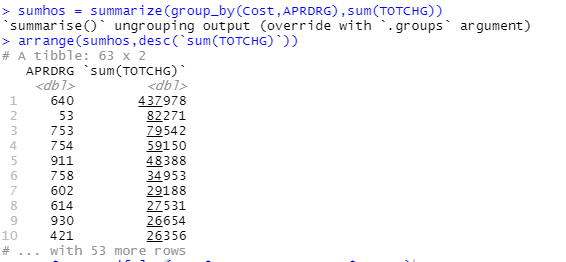 > sumhos = summarize(group_by(Cost,APRDRG),sum(TOTCHG))
`summarise()` ungrouping output (override with `.groups` argument)
> arrange(sumhos,desc(`sum(TOTCHG)`))
# A tibble: 63 x 2
APRDRG `sum(TOTCHG)`
<dbl> <dbl>
1 640 437978
2 53 82271
3 753 79542
4 754 59150
5 911 48388
6 758 34953
7 602 29188
8 614 27531
9 930 26654
10 421 26356
# ... with 53 more rows